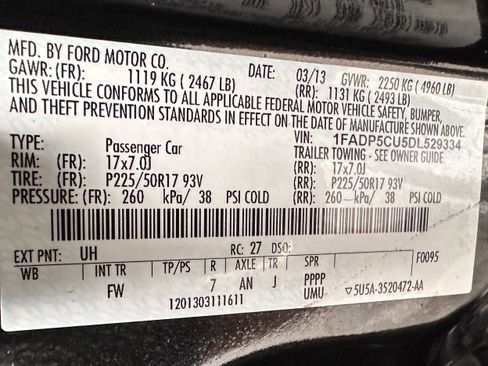 MFD. BY FORD MOTOR CO.
DATE: 03/13 GVWR: 2250 KG (4960 LB)
GAWR: (FR): 1119 KG (2467 LB) (RR): 1131 KG (2493 LB)
THIS VEHICLE CONFORMS TO ALL APPLICABLE FEDERAL MOTOR VEHICLE SAFETY, BUMPER,
AND THEFT PREVENTION STANDARDS IN EFFECT ON THE DATE OF MANUFACTURE SHOWN ABOVE.
VIN: 1FADP5CU5DL529334
TYPE: Passenger Car TRAILER TOWING - SEE OWNER GUIDE
RIM: (FR): 17x7.0J (RR): 17x7.0J
TIRE: (FR): P225/50R17 93V (RR): P225/50R17 93V
PRESSURE: (FR): 260 kPa/ 38 PSI COLD (RR): 260 kPa/ 38 PSI COLD
EXT PNT: UH RC: 27 DSO: F0095
WB INT TR TP/PS R AXLE TR SPR
FW 7 AN J PPPP
UMU
1201303111611 ▽5U5A-3520472-AA